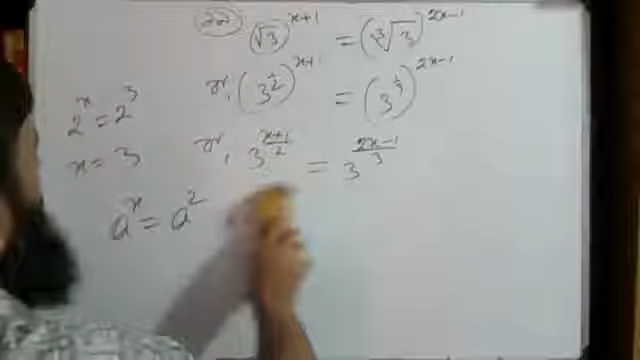 (√3)^(x+1) = (∛3)^(2x−1)
বা, (3^(1/2))^(x+1) = (3^(1/3))^(2x−1)
2^x = 2^3
বা, 3^((x+1)/2) = 3^((2x−1)/3)
x = 3
a^x = a^2